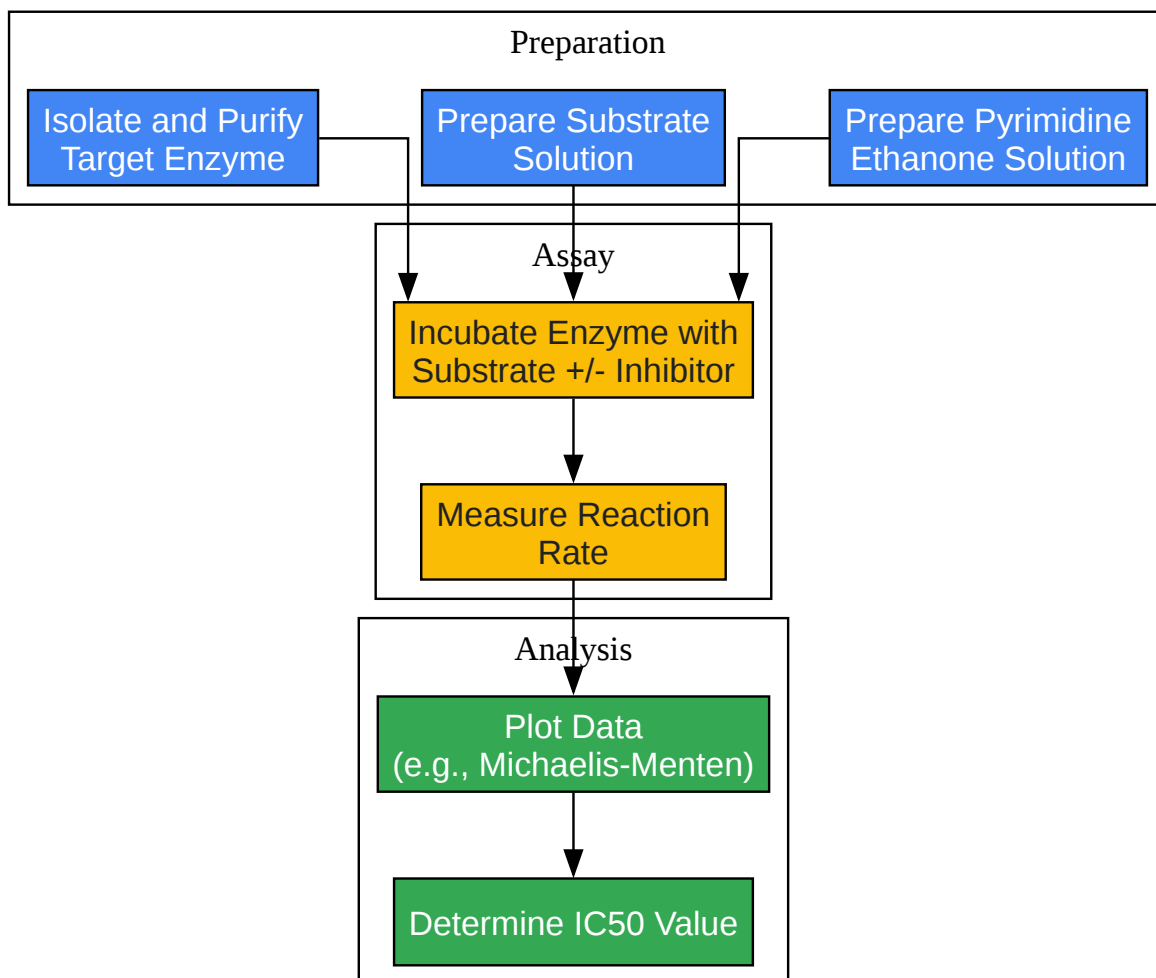 Preparation
Isolate and Purify
Target Enzyme
Prepare Substrate
Solution
Prepare Pyrimidine
Ethanone Solution
Assay
Incubate Enzyme with
Substrate +/- Inhibitor
Measure Reaction
Rate
Analysis
Plot Data
(e.g., Michaelis-Menten)
Determine IC50 Value